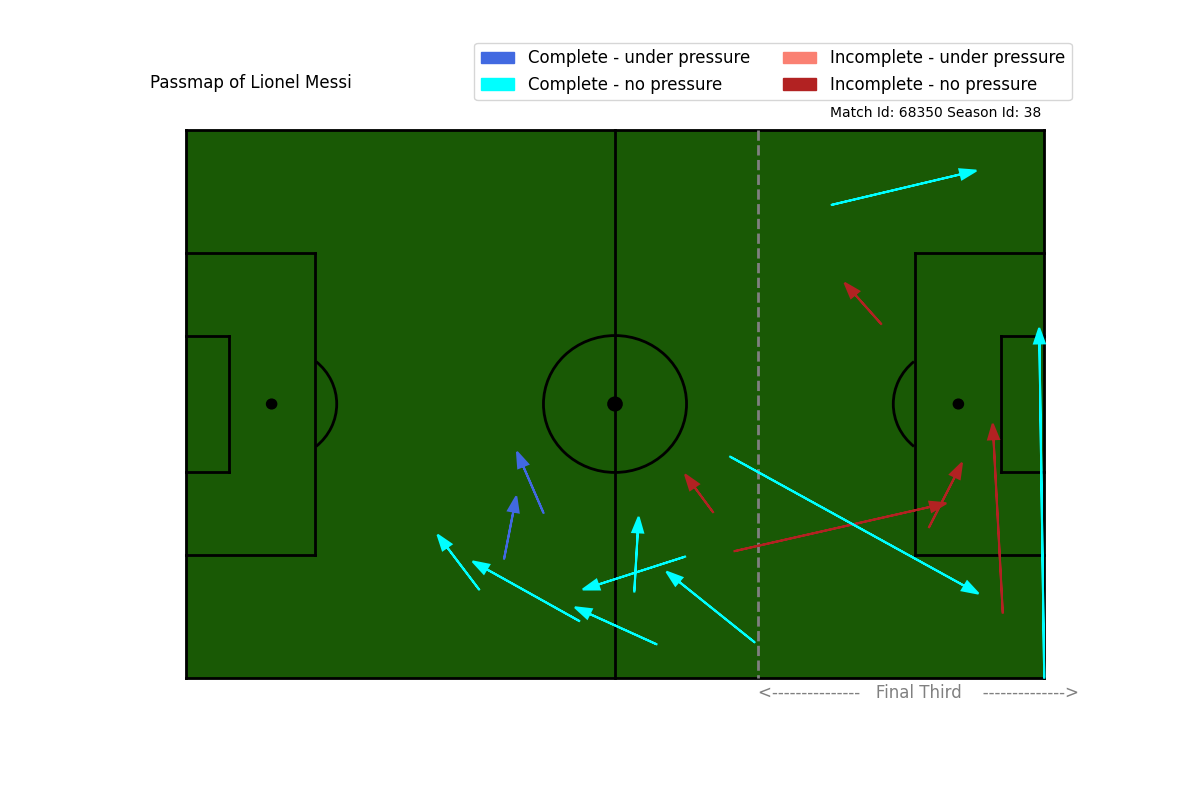 Passmap of Lionel Messi
Complete - under pressure
Complete - no pressure
Incomplete - under pressure
Incomplete - no pressure
Match Id: 68350 Season Id: 38
<--------------- Final Third -------------->